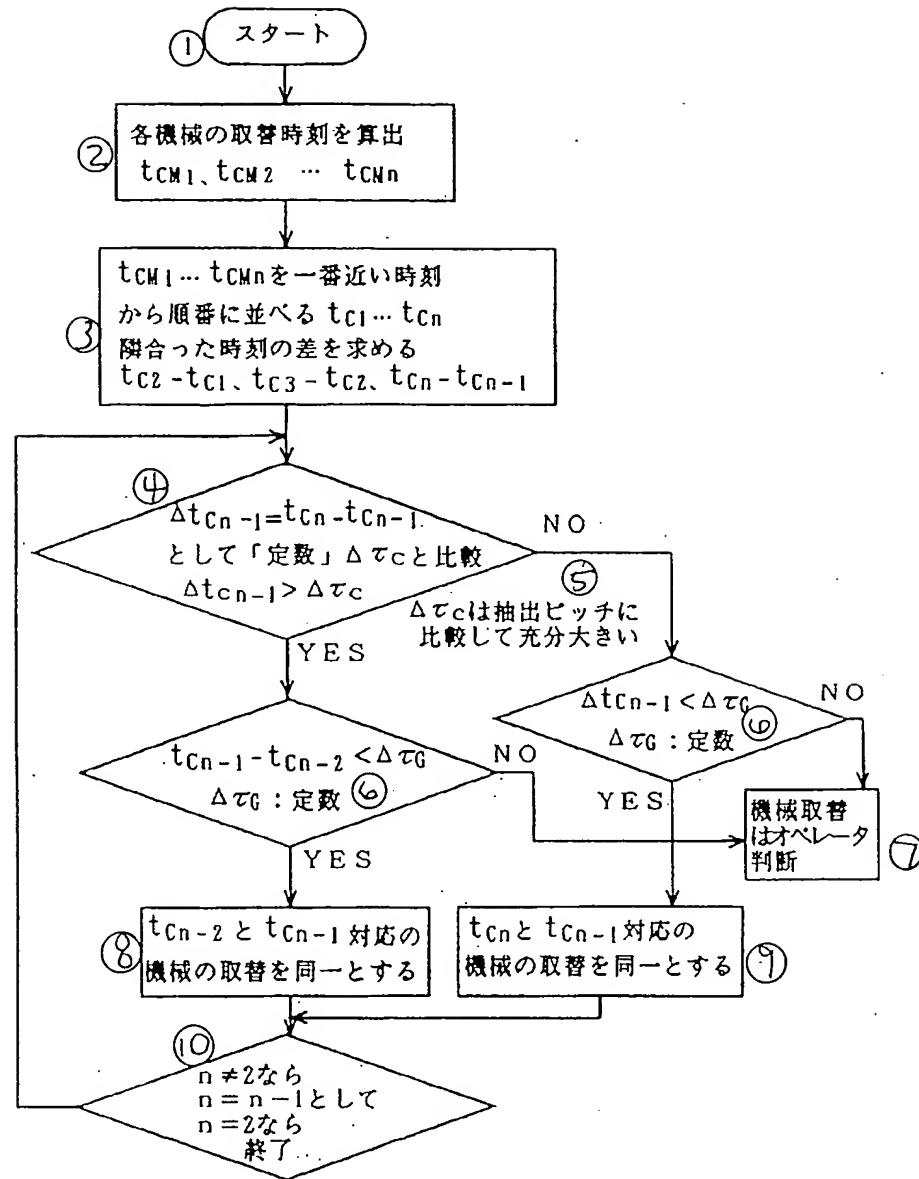 ① スタート
② 各機械の取替時刻を算出
tCM1、tCM2 … tCMn
③ tCM1…tCMnを一番近い時刻
から順番に並べる tC1…tCn
隣合った時刻の差を求める
tC2-tC1、tC3-tC2、tCn-tCn-1
④ ΔtCn-1=tCn-tCn-1
として「定数」Δτcと比較
Δtcn-1>Δτc
NO
⑤
Δτcは抽出ピッチに
比較して充分大きい
YES
ΔtCn-1<ΔτG
ΔτG:定数 ⑥
NO
YES
tCn-1-tCn-2<ΔτG
ΔτG:定数 ⑥
NO
YES
機械取替
はオペレータ
判断
⑦
⑧ tCn-2とtCn-1対応の
機械の取替を同一とする
tCnとtCn-1対応の
機械の取替を同一とする ⑨
⑩
n≠2なら
n=n-1として
n=2なら
終了